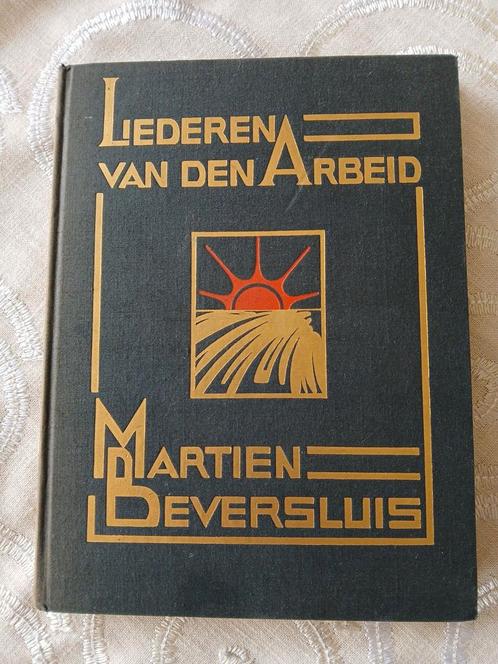 LIEDEREN
VAN DEN ARBEID
MARTIEN
BEVERSLUIS